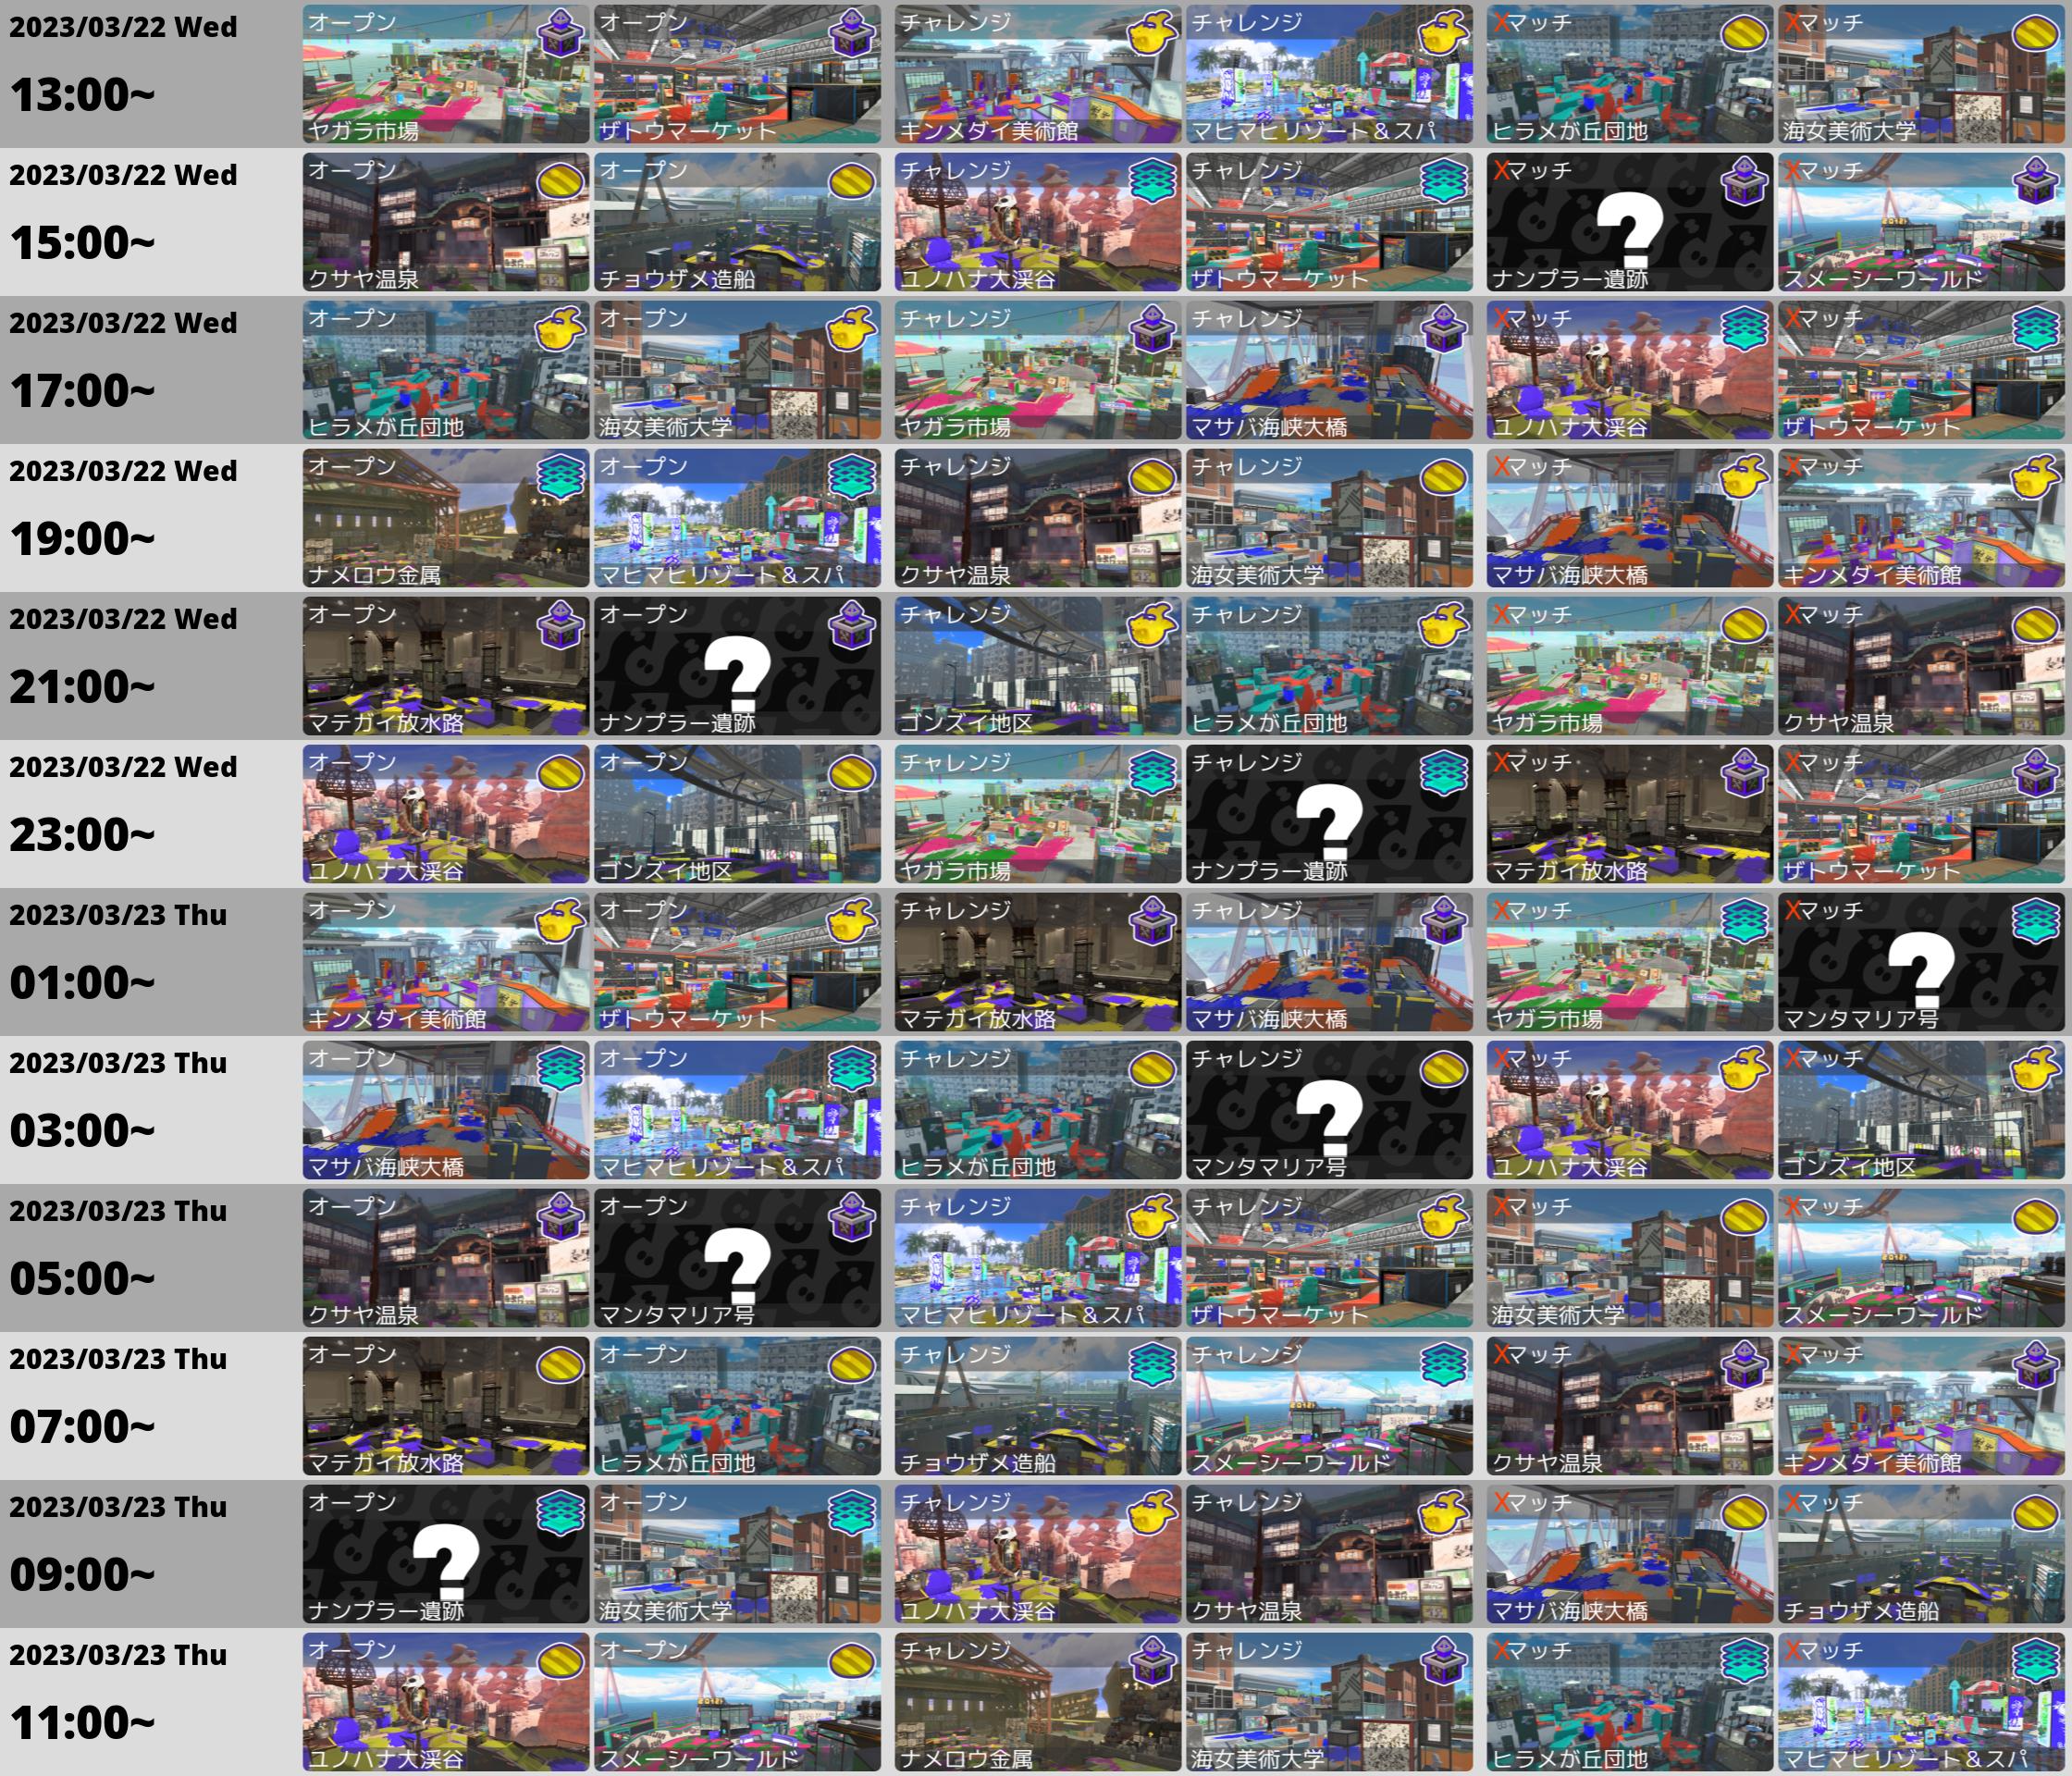 2023/03/22 Wed
13:00~
オープン
ヤガラ市場
オープン
ザトウマーケット
チャレンジ
キンメダイ美術館
チャレンジ
マヒマヒリゾート＆スパ
Xマッチ
ヒラメが丘団地
Xマッチ
海女美術大学
2023/03/22 Wed
15:00~
オープン
クサヤ温泉
オープン
チョウザメ造船
チャレンジ
ユノハナ大渓谷
チャレンジ
ザトウマーケット
Xマッチ
?
ナンプラー遺跡
Xマッチ
スメーシーワールド
2023/03/22 Wed
17:00~
オープン
ヒラメが丘団地
オープン
海女美術大学
チャレンジ
ヤガラ市場
チャレンジ
マサバ海峡大橋
Xマッチ
ユノハナ大渓谷
Xマッチ
ザトウマーケット
2023/03/22 Wed
19:00~
オープン
ナメロウ金属
オープン
マヒマヒリゾート＆スパ
チャレンジ
クサヤ温泉
チャレンジ
海女美術大学
Xマッチ
マサバ海峡大橋
Xマッチ
キンメダイ美術館
2023/03/22 Wed
21:00~
オープン
マテガイ放水路
オープン
?
ナンプラー遺跡
チャレンジ
ゴンズイ地区
チャレンジ
ヒラメが丘団地
Xマッチ
ヤガラ市場
Xマッチ
クサヤ温泉
2023/03/22 Wed
23:00~
オープン
ユノハナ大渓谷
オープン
ゴンズイ地区
チャレンジ
ヤガラ市場
チャレンジ
?
ナンプラー遺跡
Xマッチ
マテガイ放水路
Xマッチ
ザトウマーケット
2023/03/23 Thu
01:00~
オープン
キンメダイ美術館
オープン
ザトウマーケット
チャレンジ
マテガイ放水路
チャレンジ
マサバ海峡大橋
Xマッチ
ヤガラ市場
Xマッチ
?
マンタマリア号
2023/03/23 Thu
03:00~
オープン
マサバ海峡大橋
オープン
マヒマヒリゾート＆スパ
チャレンジ
ヒラメが丘団地
チャレンジ
?
マンタマリア号
Xマッチ
ユノハナ大渓谷
Xマッチ
ゴンズイ地区
2023/03/23 Thu
05:00~
オープン
クサヤ温泉
オープン
?
マンタマリア号
チャレンジ
マヒマヒリゾート＆スパ
チャレンジ
ザトウマーケット
Xマッチ
海女美術大学
Xマッチ
スメーシーワールド
2023/03/23 Thu
07:00~
オープン
マテガイ放水路
オープン
ヒラメが丘団地
チャレンジ
チョウザメ造船
チャレンジ
スメーシーワールド
Xマッチ
クサヤ温泉
Xマッチ
キンメダイ美術館
2023/03/23 Thu
09:00~
オープン
?
ナンプラー遺跡
オープン
海女美術大学
チャレンジ
ユノハナ大渓谷
チャレンジ
クサヤ温泉
Xマッチ
マサバ海峡大橋
Xマッチ
チョウザメ造船
2023/03/23 Thu
11:00~
オープン
ユノハナ大渓谷
オープン
スメーシーワールド
チャレンジ
ナメロウ金属
チャレンジ
海女美術大学
Xマッチ
ヒラメが丘団地
Xマッチ
マヒマヒリゾート＆スパ